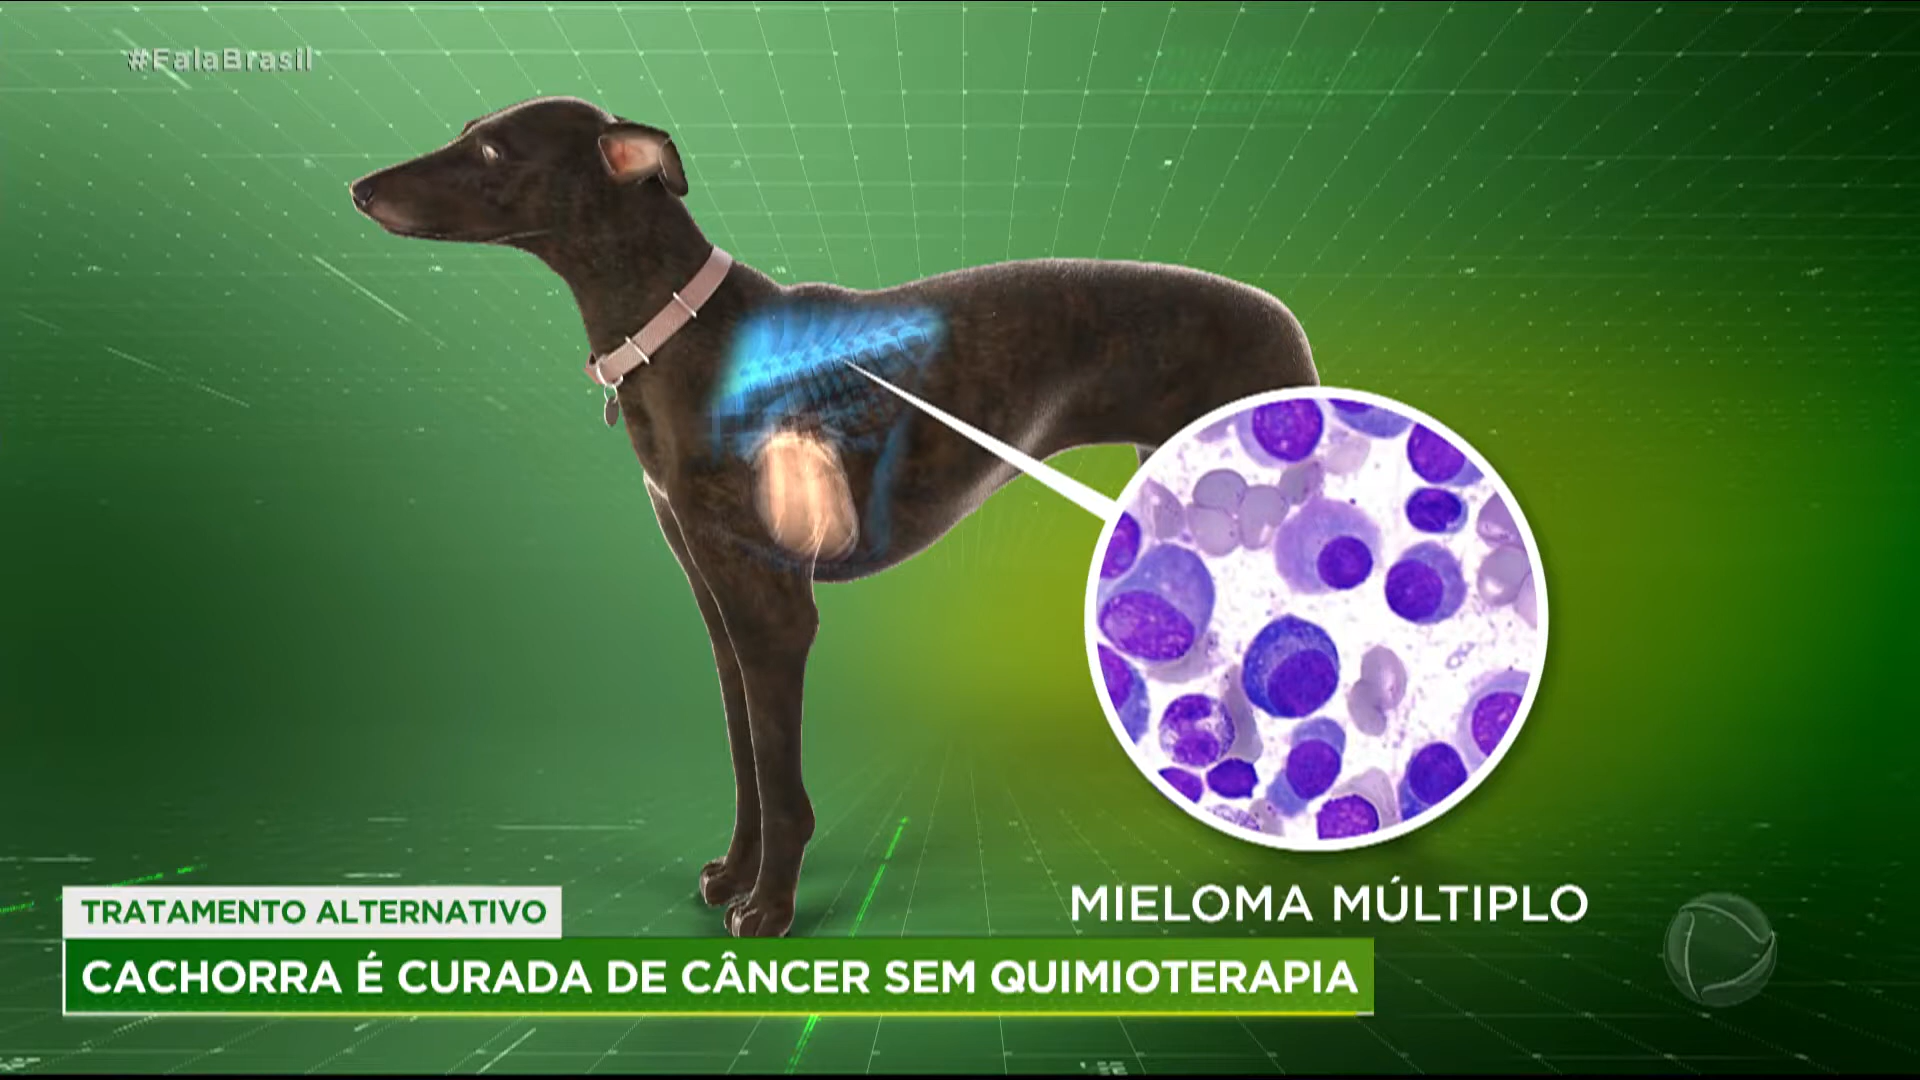 #FalaBrasil
MIELOMA MÚLTIPLO
TRATAMENTO ALTERNATIVO
CACHORRA É CURADA DE CÂNCER SEM QUIMIOTERAPIA